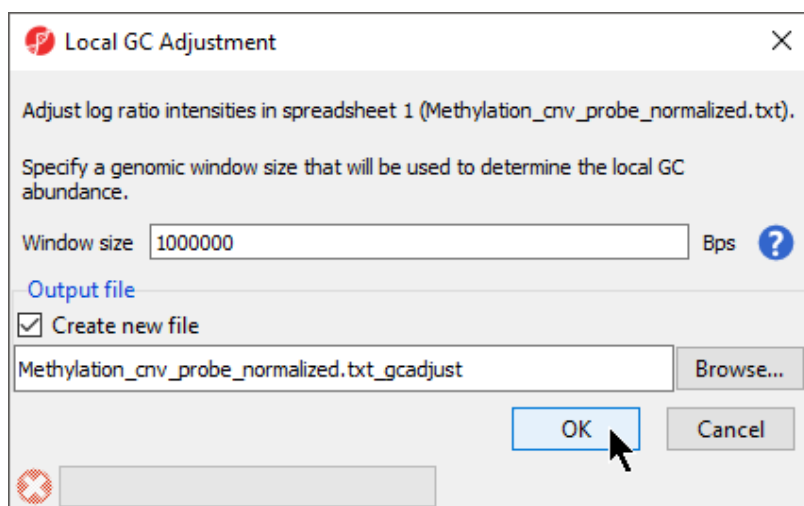 Local GC Adjustment
Adjust log ratio intensities in spreadsheet 1 (Methylation_cnv_probe_normalized.txt).
Specify a genomic window size that will be used to determine the local GC
abundance.
Window size 1000000 Bps ?
Output file
Create new file
Methylation_cnv_probe_normalized.txt_gcadjust Browse...
OK Cancel